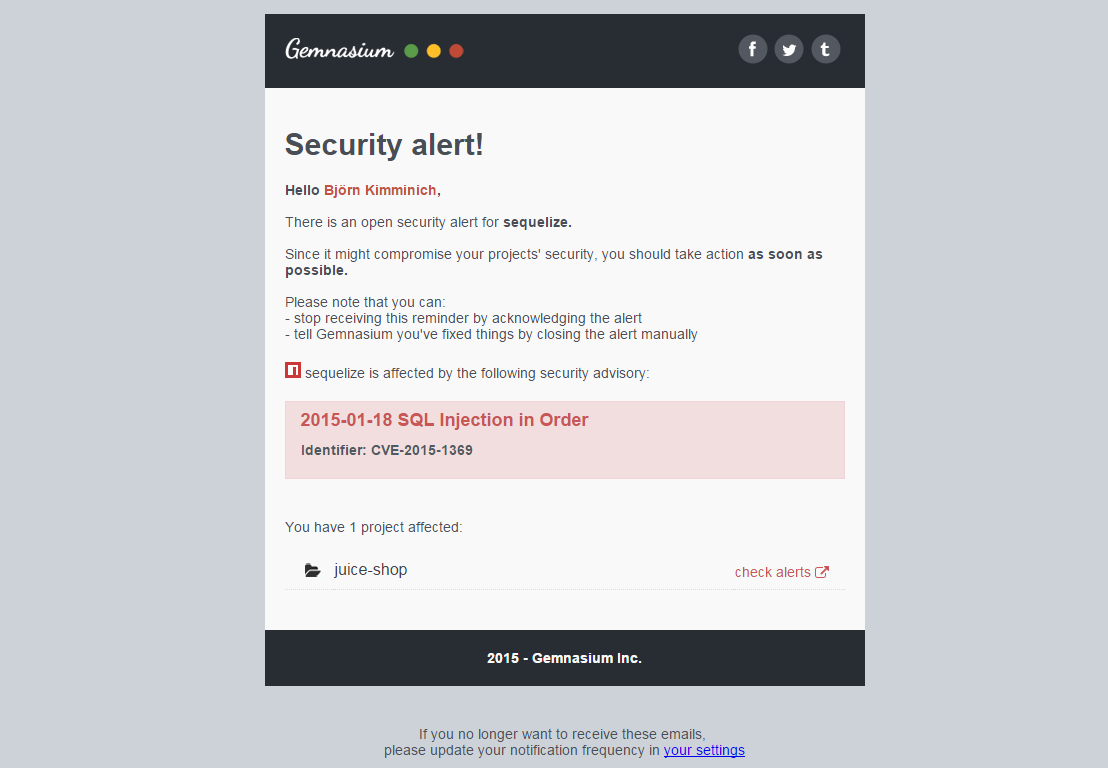 Gemnasium
Security alert!
Hello Björn Kimminich,
There is an open security alert for sequelize.
Since it might compromise your projects' security, you should take action as soon as
possible.
Please note that you can:
- stop receiving this reminder by acknowledging the alert
- tell Gemnasium you've fixed things by closing the alert manually
sequelize is affected by the following security advisory:
2015-01-18 SQL Injection in Order
Identifier: CVE-2015-1369
You have 1 project affected:
juice-shop
check alerts
2015 - Gemnasium Inc.
If you no longer want to receive these emails,
please update your notification frequency in your settings